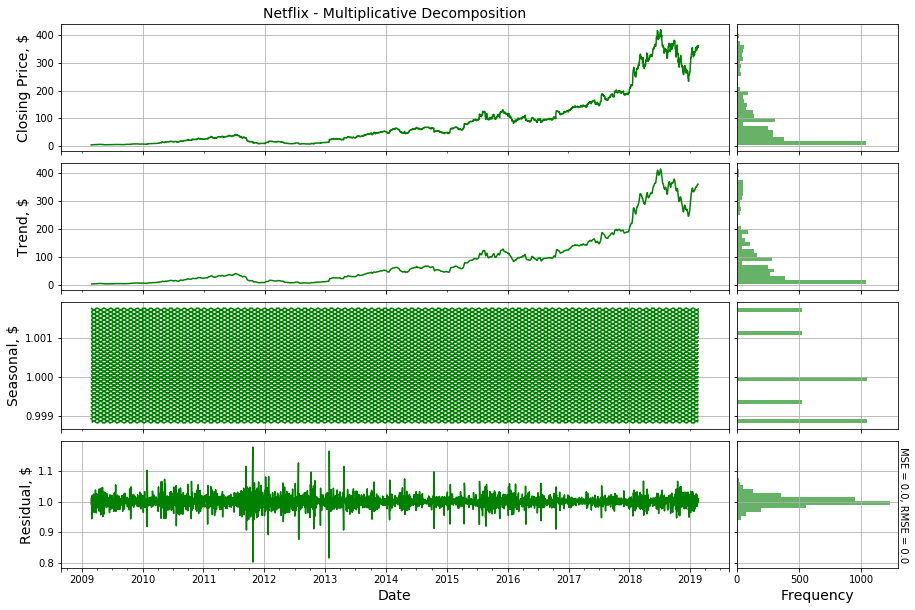 Netflix - Multiplicative Decomposition
Closing Price, $
400
300
200
100
0
Trend, $
400
300
200
100
0
Seasonal, $
1.001
1.000
0.999
Residual, $
1.1
1.0
0.9
0.8
MSE = 0.0, RMSE = 0.0
2009 2010 2011 2012 2013 2014 2015 2016 2017 2018 2019
0 500 1000
Date
Frequency